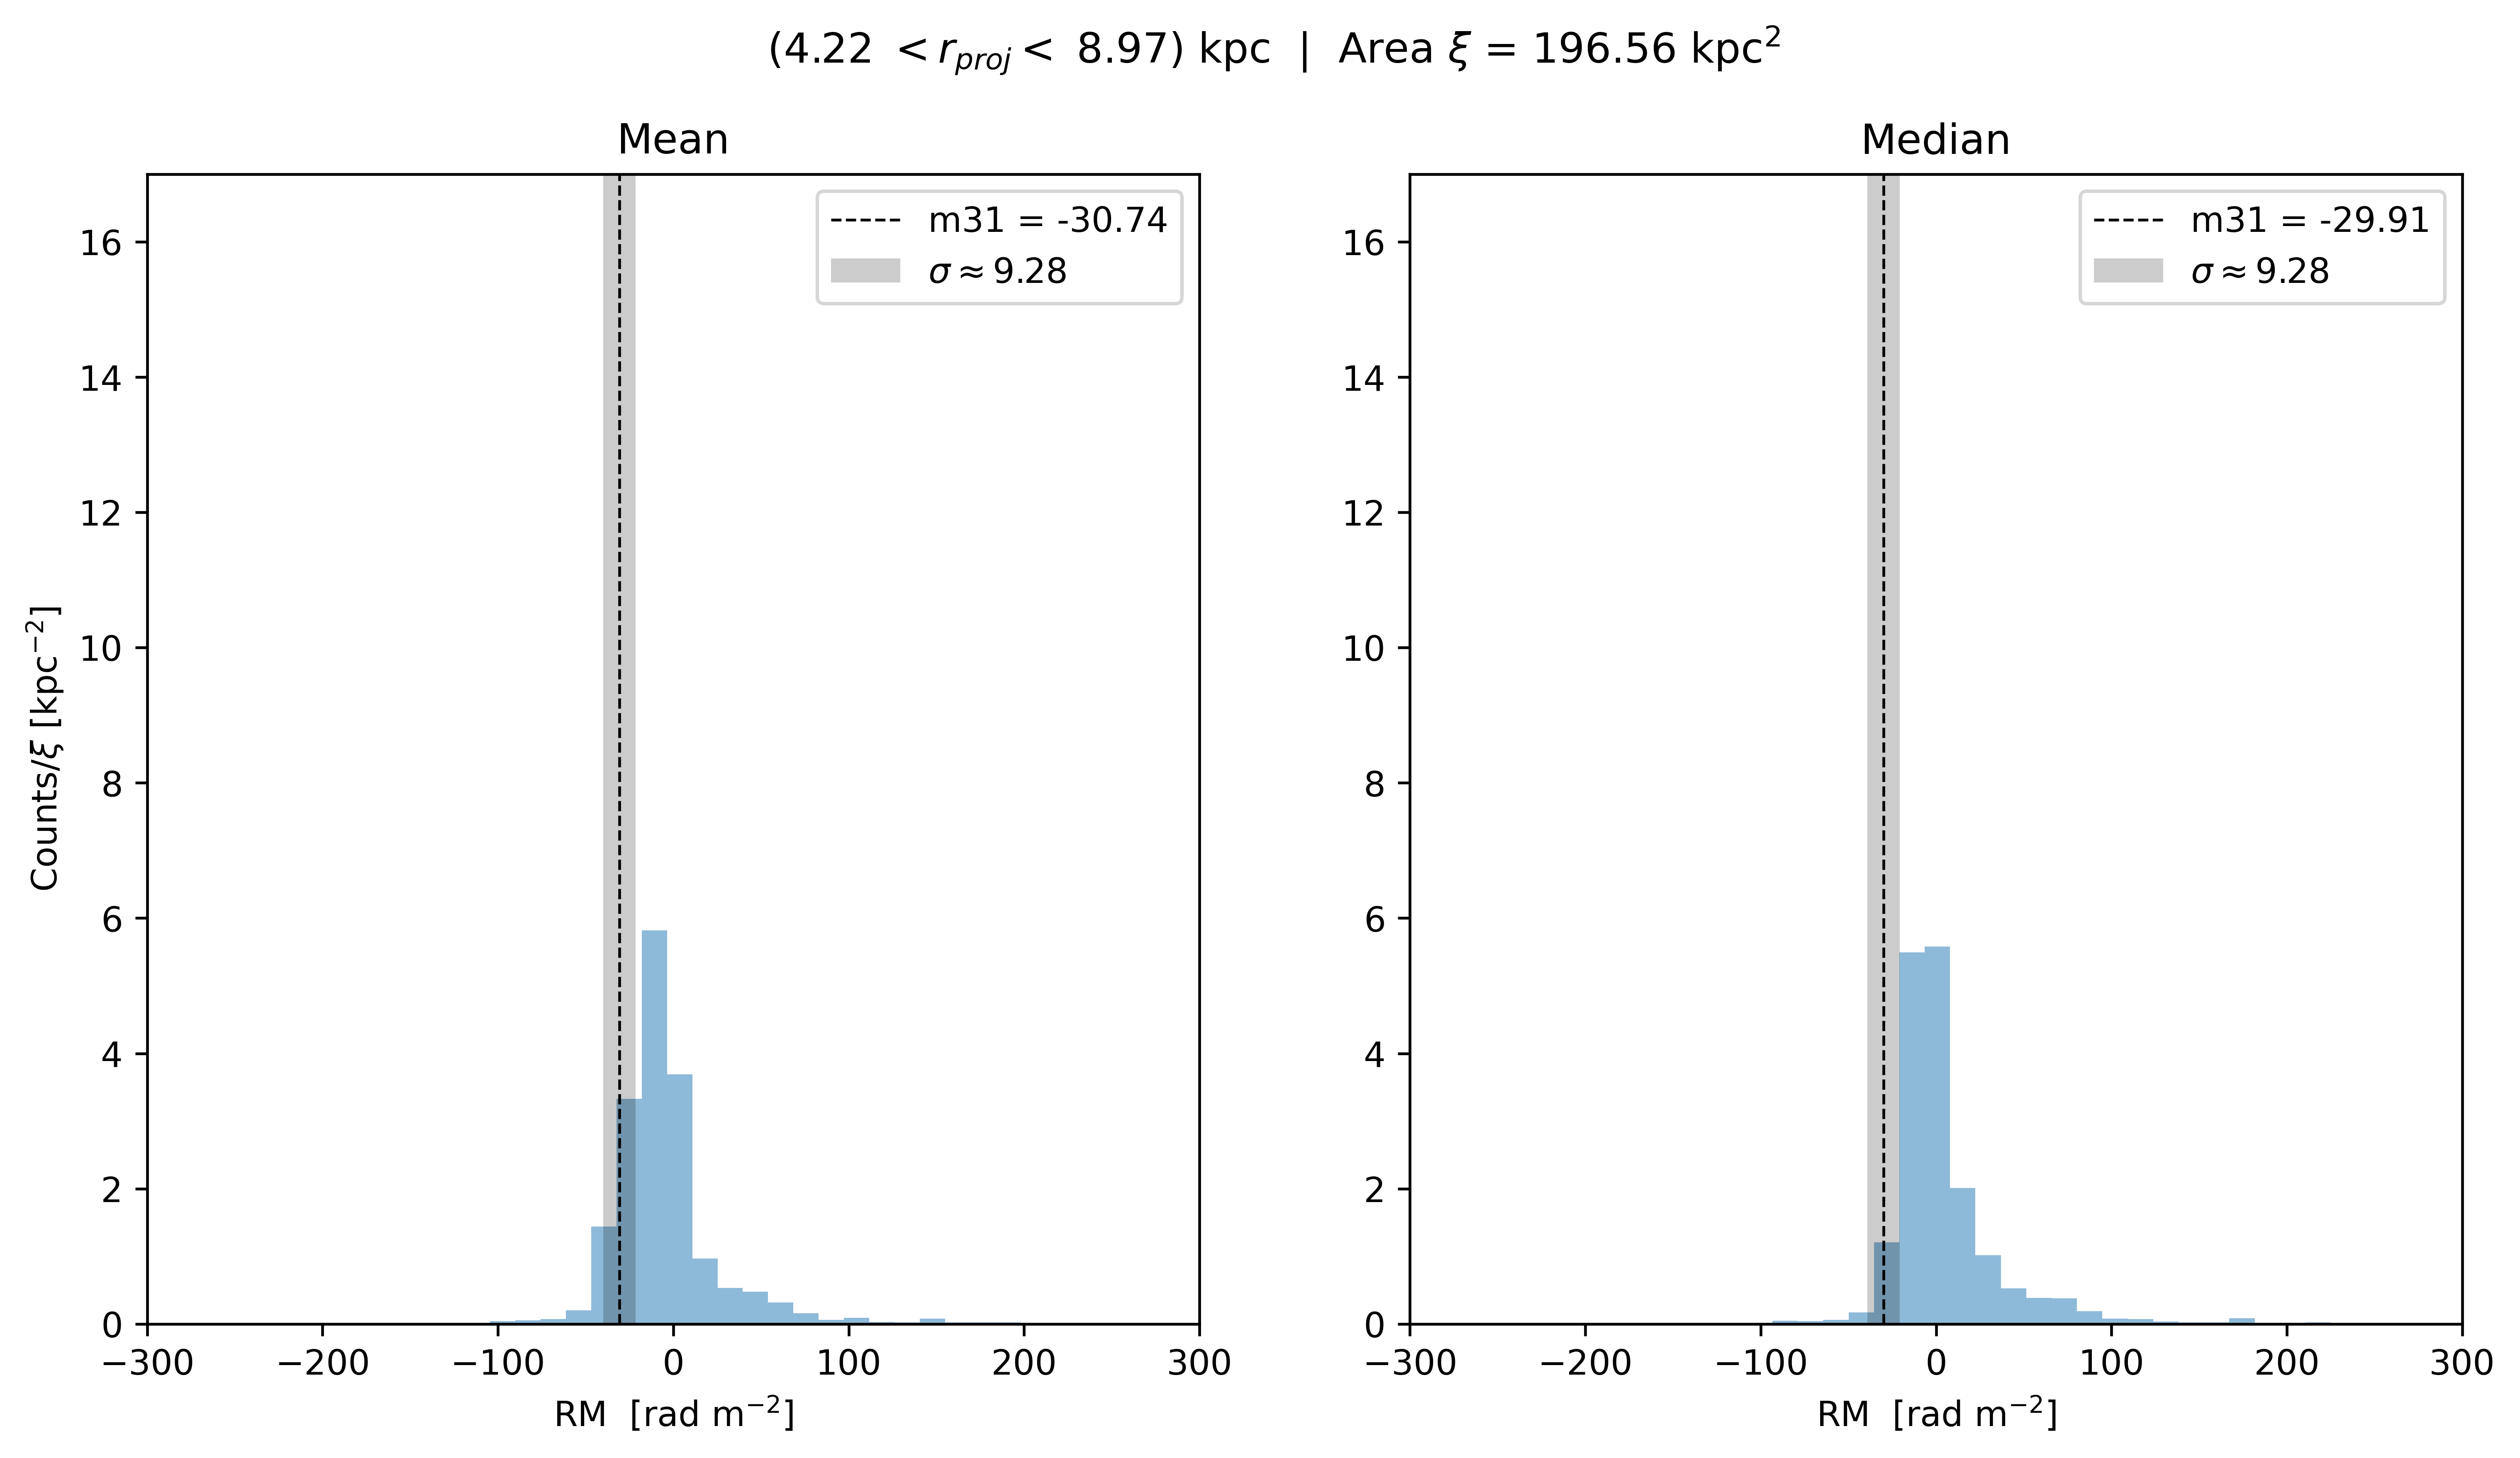 (4.22 < r_proj < 8.97) kpc | Area ξ = 196.56 kpc²
Mean
m31 = -30.74
σ ≈ 9.28
16
14
12
10
8
6
4
2
0
Counts/ξ [kpc⁻²]
−300 −200 −100 0 100 200 300
RM [rad m⁻²]
Median
m31 = -29.91
σ ≈ 9.28
16
14
12
10
8
6
4
2
0
−300 −200 −100 0 100 200 300
RM [rad m⁻²]